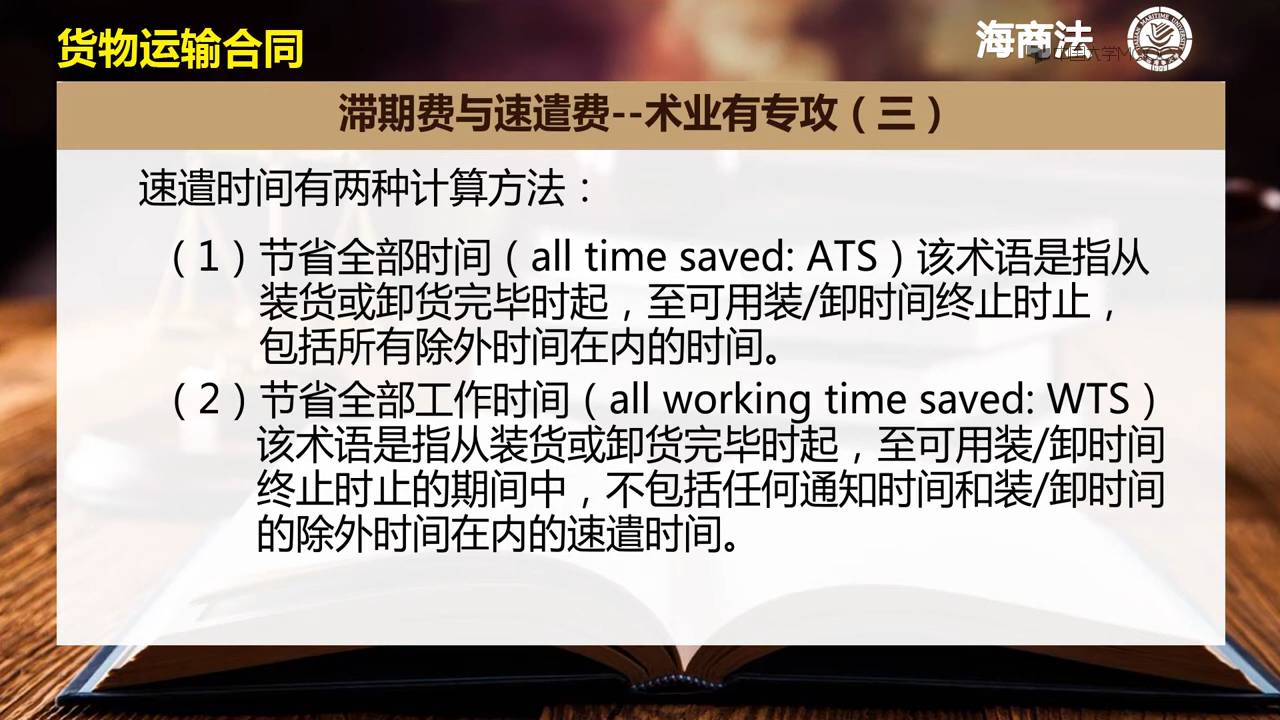 货物运输合同
海商法
中国大学MOOC
滞期费与速遣费--术业有专攻（三）
速遣时间有两种计算方法：
（1）节省全部时间（all time saved: ATS）该术语是指从
装货或卸货完毕时起，至可用装/卸时间终止时止，
包括所有除外时间在内的时间。
（2）节省全部工作时间（all working time saved: WTS）
该术语是指从装货或卸货完毕时起，至可用装/卸时间
终止时止的期间中，不包括任何通知时间和装/卸时间
的除外时间在内的速遣时间。